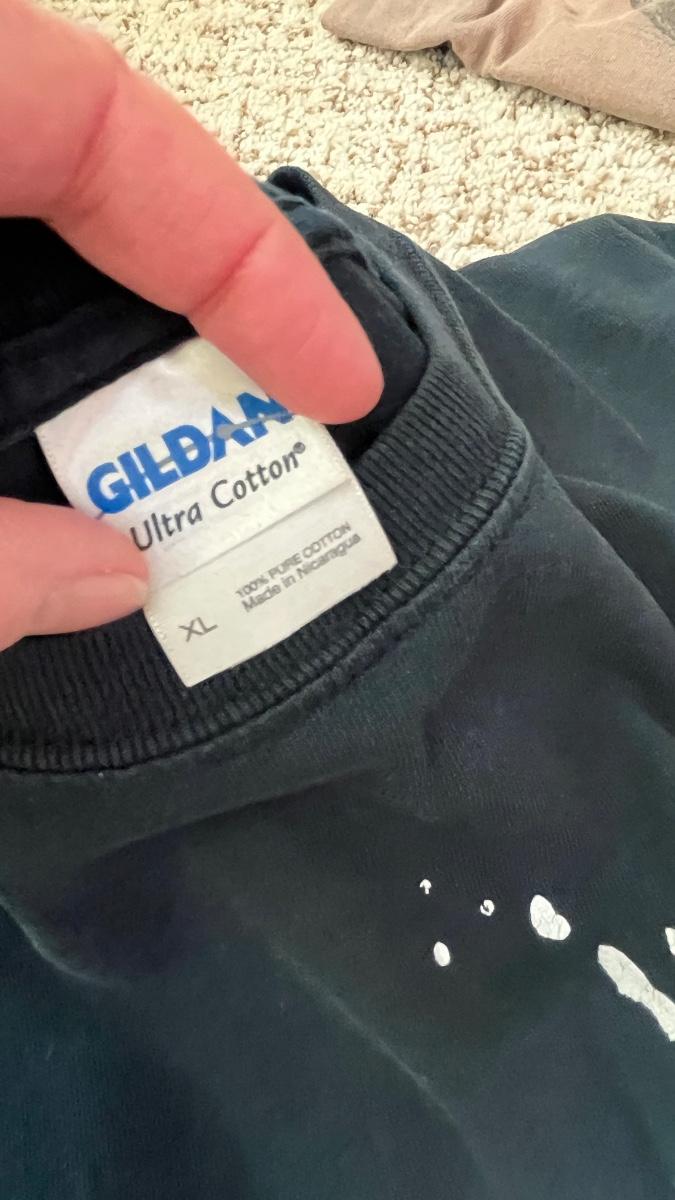 GILDAN
Ultra Cotton®
100% PURE COTTON
Made in Nicaragua
XL